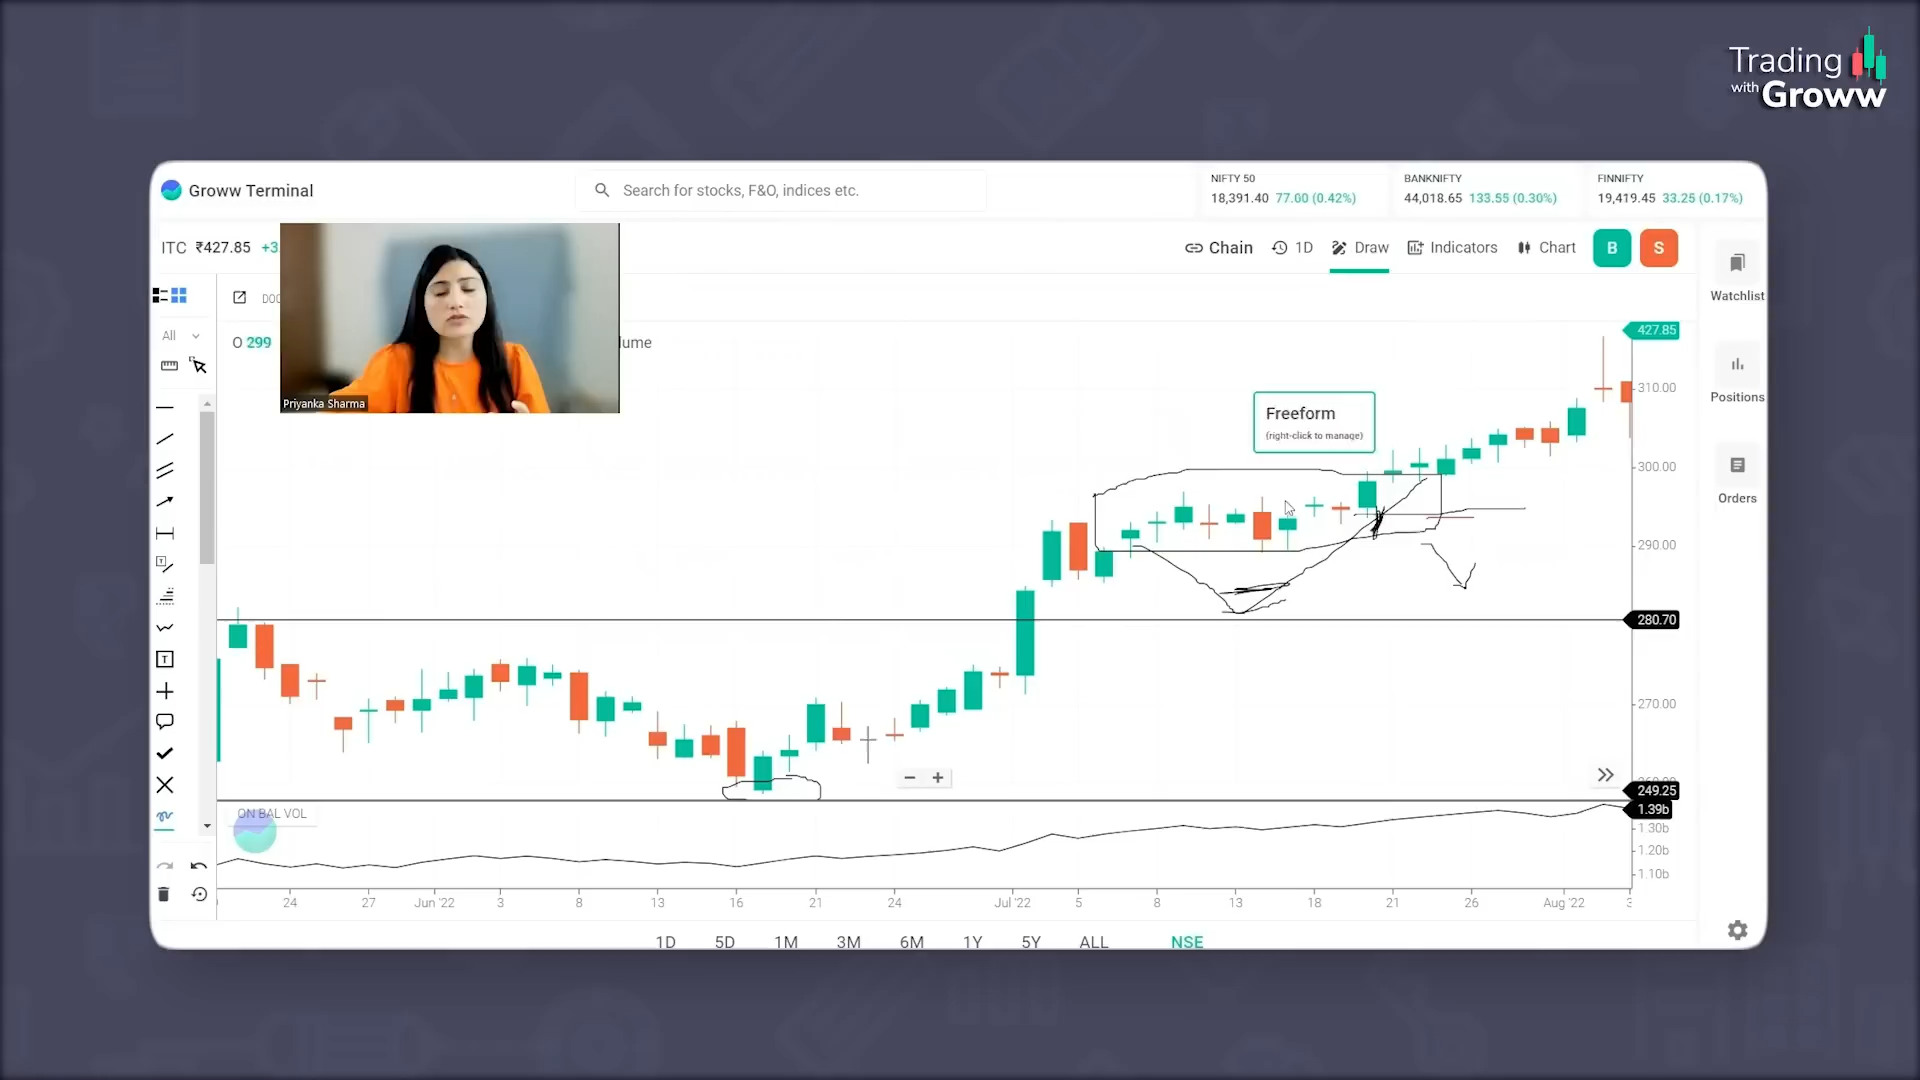 Trading
with Groww
Groww Terminal
Search for stocks, F&O, indices etc.
NIFTY 50
18,391.40 77.00 (0.42%)
BANKNIFTY
44,018.65 133.55 (0.30%)
FINNIFTY
19,419.45 33.25 (0.17%)
ITC ₹427.85 +3
Chain
1D
Draw
Indicators
Chart
B
S
Watchlist
All
O 299
Priyanka Sharma
427.85
Positions
310.00
Freeform
(right-click to manage)
300.00
Orders
290.00
280.70
T
270.00
249.25
ON BAL VOL
1.39b
1.30b
1.20b
1.10b
24 27 Jun '22 3 8 13 16 21 24 Jul '22 5 8 13 18 21 26 Aug '22
1D 5D 1M 3M 6M 1Y 5Y ALL NSE